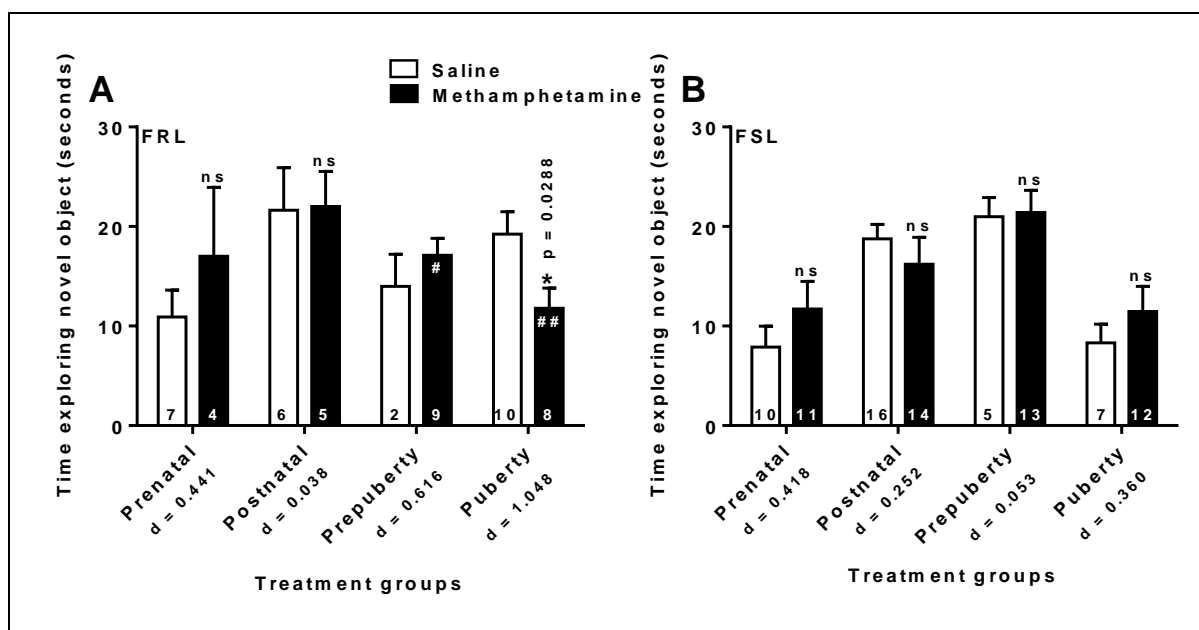 Saline
Methamphetamine
A
FRL
Time exploring novel object (seconds)
30
20
10
0
ns
ns
#
* p = 0.0288
##
7
4
6
5
2
9
10
8
Prenatal
d = 0.441
Postnatal
d = 0.038
Prepuberty
d = 0.616
Puberty
d = 1.048
Treatment groups
B
FSL
Time exploring novel object (seconds)
30
20
10
0
ns
ns
ns
ns
10
11
16
14
5
13
7
12
Prenatal
d = 0.418
Postnatal
d = 0.252
Prepuberty
d = 0.053
Puberty
d = 0.360
Treatment groups